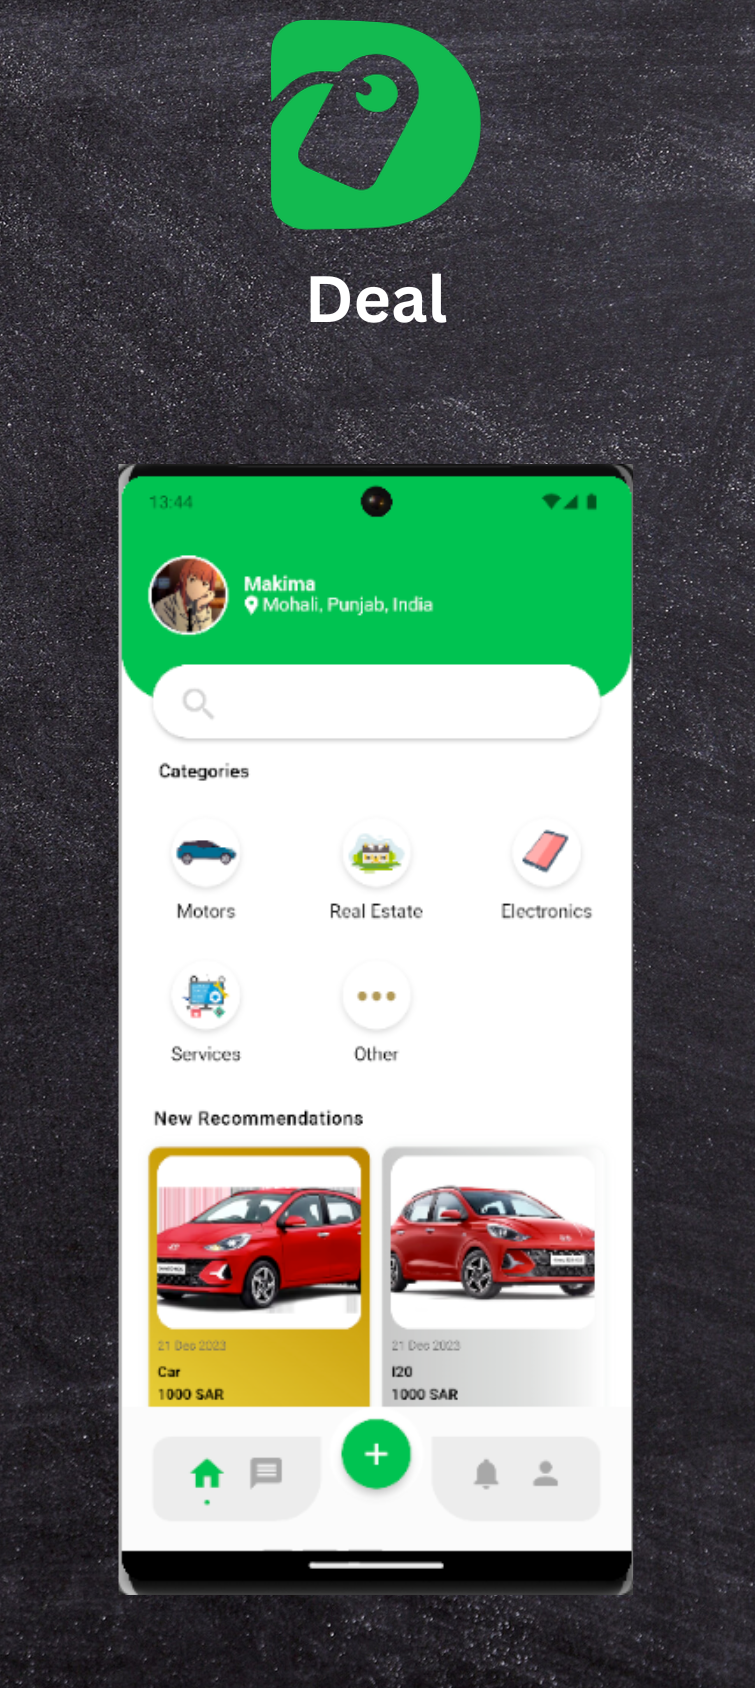 Deal
13:44
Makima
Mohali, Punjab, India
Categories
Motors
Real Estate
Electronics
Services
Other
New Recommendations
21 Dec 2023
21 Dec 2023
Car
I20
1000 SAR
1000 SAR